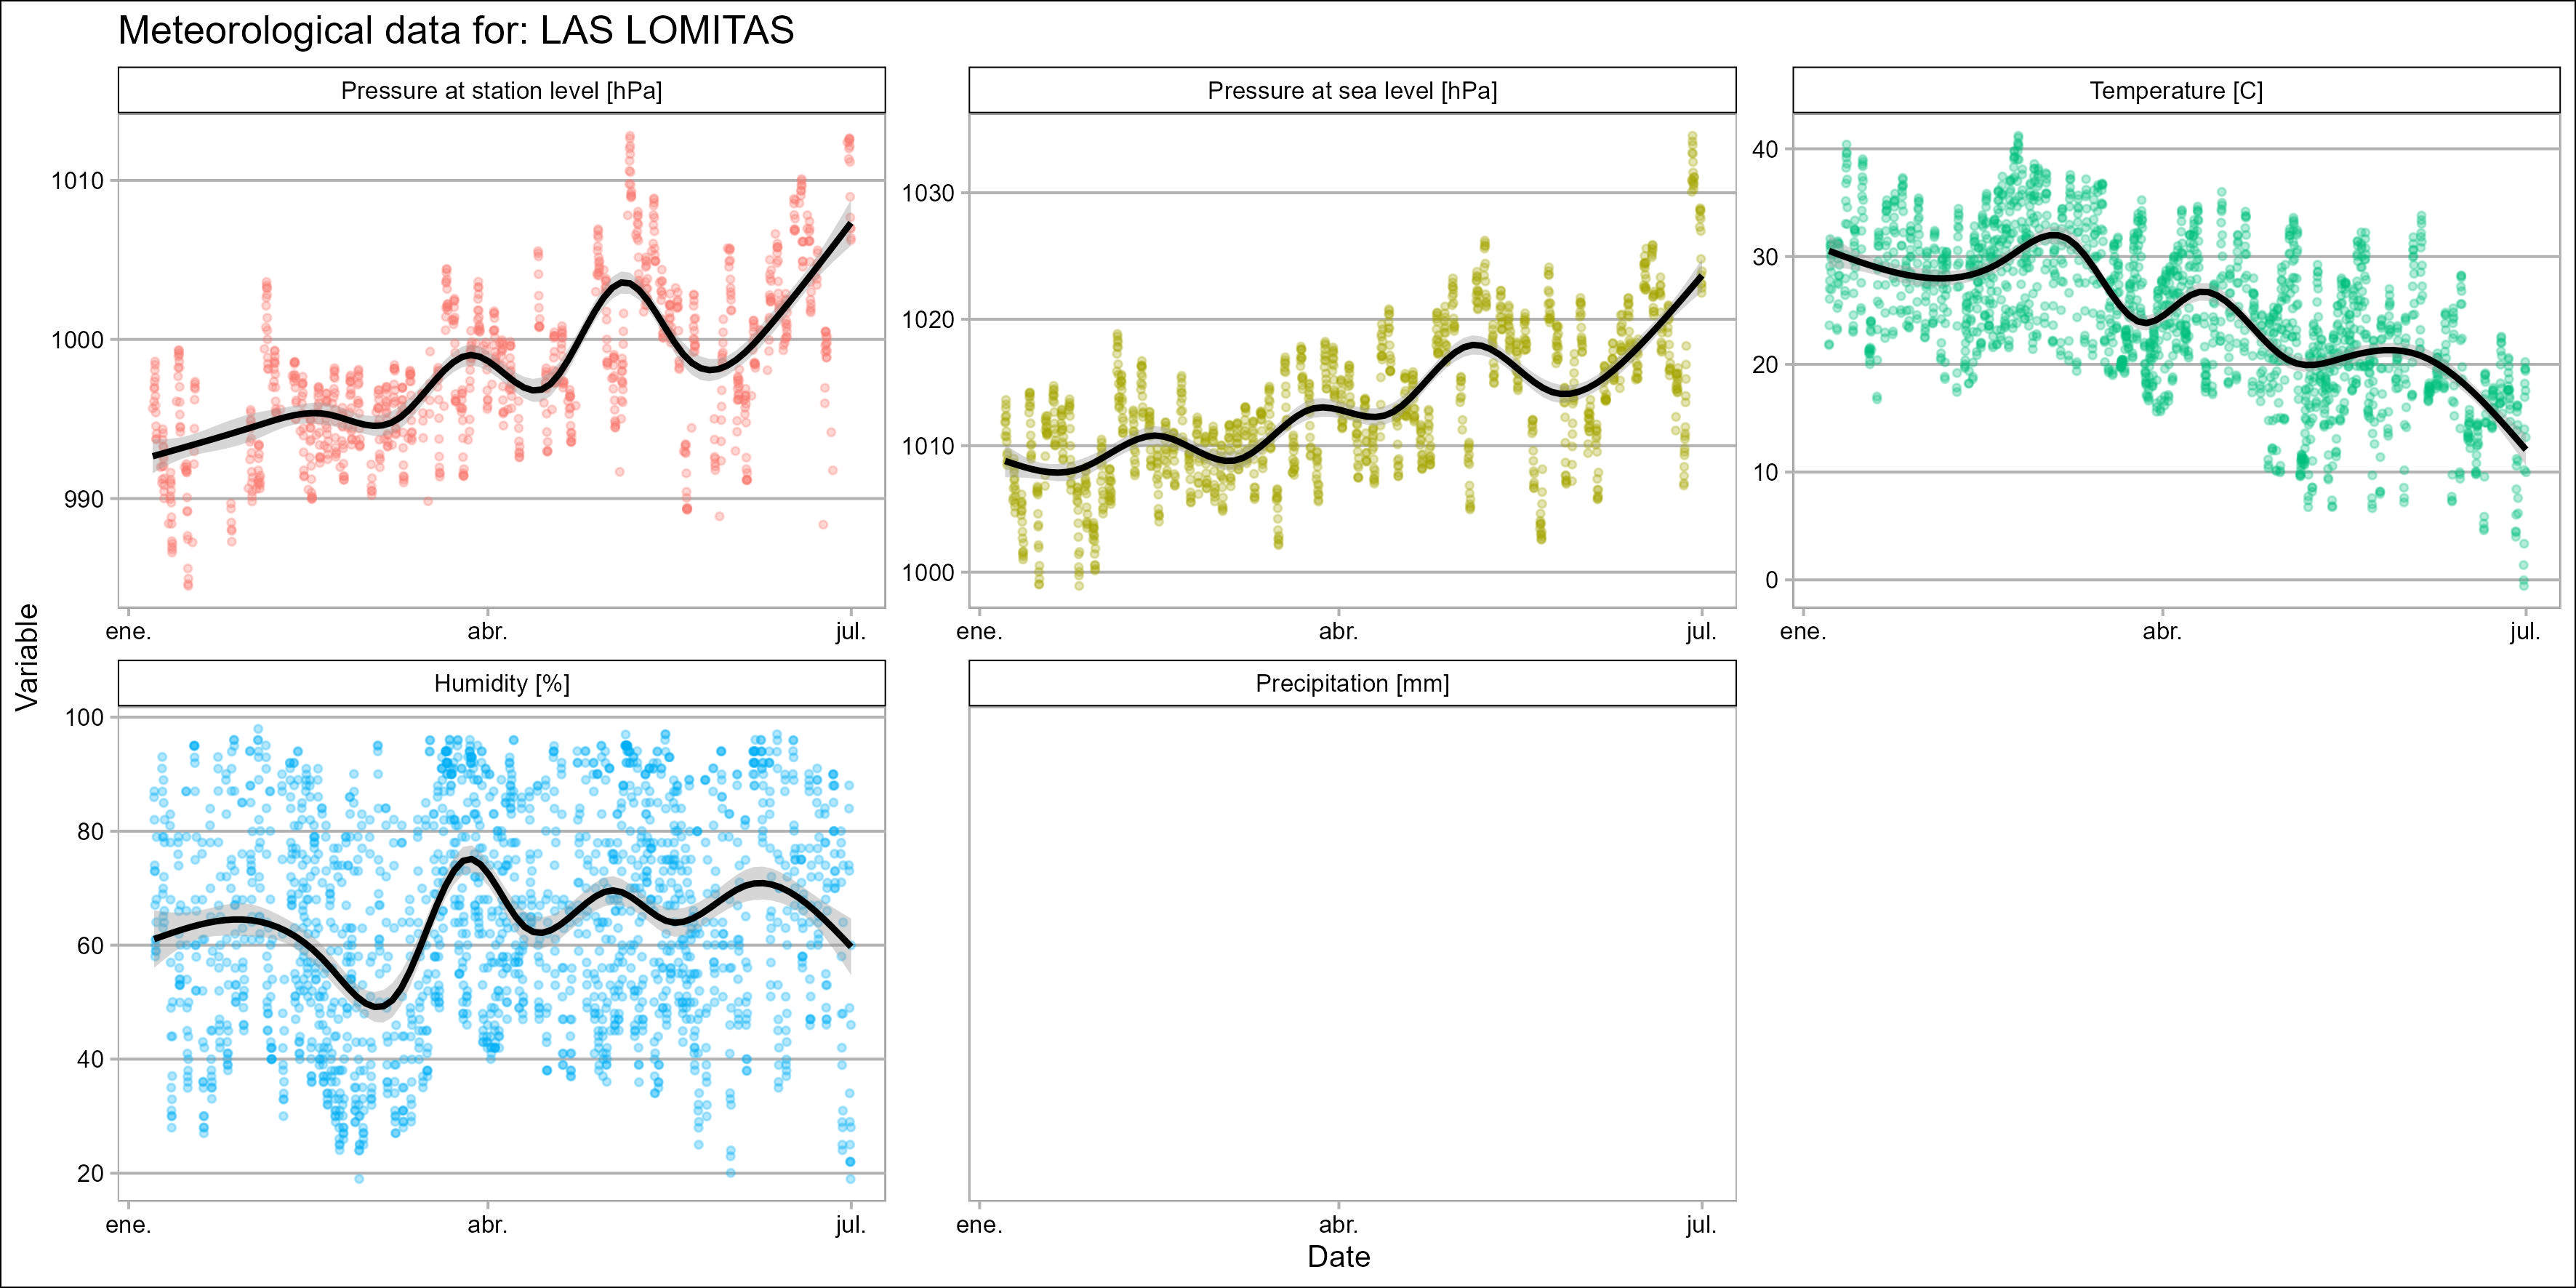 Meteorological data for: LAS LOMITAS
Pressure at station level [hPa]
Pressure at sea level [hPa]
Temperature [C]
1010
1000
990
ene.
abr.
jul.
1030
1020
1010
1000
ene.
abr.
jul.
40
30
20
10
0
ene.
abr.
jul.
Variable
Humidity [%]
Precipitation [mm]
100
80
60
40
20
ene.
abr.
jul.
ene.
abr.
jul.
Date